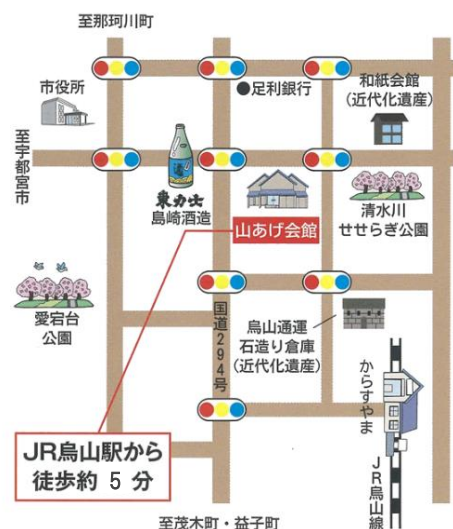 至那珂川町
市役所
●足利銀行
和紙会館
(近代化遺産)
至宇都宮市
東力士
島崎酒造
山あげ会館
清水川
せせらぎ公園
愛宕台
公園
国道294号
烏山通運
石造り倉庫
(近代化遺産)
からすやま
JR烏山線
JR烏山駅から
徒歩約 5 分
至茂木町・益子町